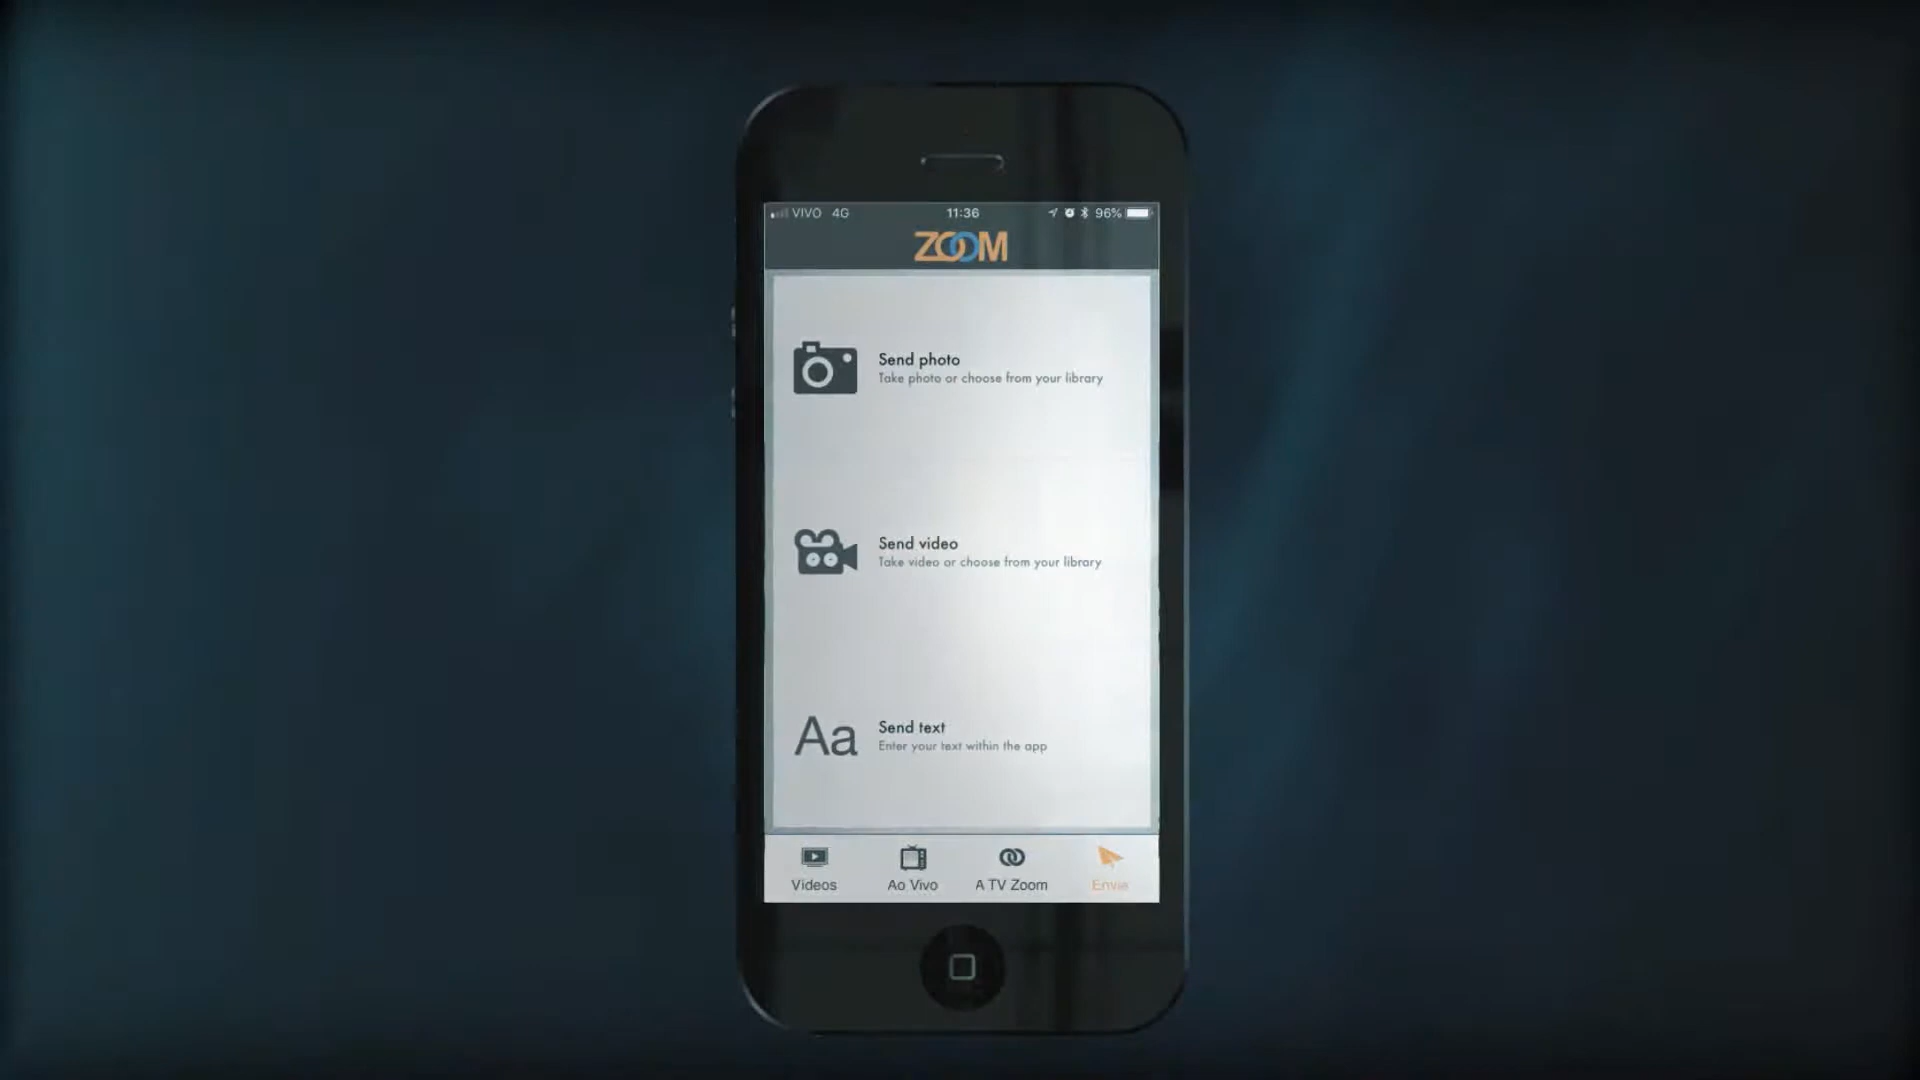 VIVO 4G 11:36 96%
ZOOM
Send photo
Take photo or choose from your library
Send video
Take video or choose from your library
Aa
Send text
Enter your text within the app
Videos Ao Vivo A TV Zoom Envia